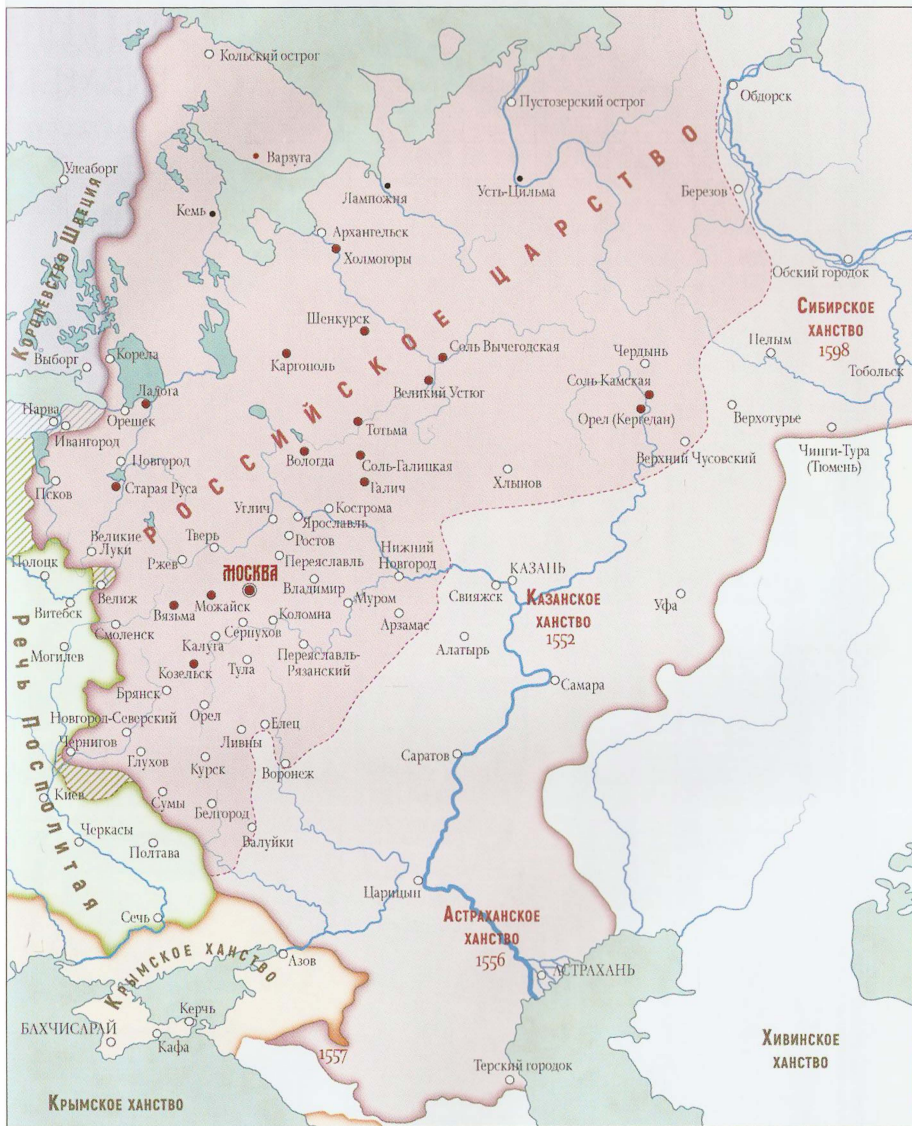 Кольский острог
Обдорск
Пустозерский острог
Варзуга
Улеаборг
Лампожня
Усть-Цильма
Березов
Кемь
Архангельск
Холмогоры
Обский городок
КОРОЛЕВСТВО ШВЕЦИЯ
РОССИЙСКОЕ ЦАРСТВО
СИБИРСКОЕ
ХАНСТВО
1598
Шенкурск
Пелым
Выборг
Корела
Каргополь
Соль Вычегодская
Чердынь
Тобольск
Ладога
Великий Устюг
Соль-Камская
Нарва
Орешек
Орел (Кергедан)
Верхотурье
Ивангород
Тотьма
Верхний Чусовский
Чинги-Тура
(Тюмень)
Новгород
Вологда
Соль-Галицкая
Хлынов
Псков
Старая Руса
Галич
Углич
Кострома
Ярославль
Великие
Луки
Тверь
Ростов
Ржев
Переяславль
Нижний
Новгород
Полоцк
МОСКВА
Владимир
КАЗАНЬ
Велиж
Можайск
Свияжск
КАЗАНСКОЕ
ХАНСТВО
1552
Уфа
Витебск
Вязьма
Коломна
Муром
Арзамас
Смоленск
Серпухов
Калуга
Алатырь
Могилев
Переяславль-
Рязанский
Козельск
Тула
Брянск
Самара
РЕЧЬ ПОСПОЛИТАЯ
Орел
Новгород-Северский
Елец
Чернигов
Ливны
Глухов
Курск
Воронеж
Саратов
Киев
Сумы
Белгород
Черкасы
Полтава
Валуйки
Царицын
Сечь
АСТРАХАНСКОЕ
ХАНСТВО
1556
КРЫМСКОЕ ХАНСТВО
Азов
АСТРАХАНЬ
Керчь
БАХЧИСАРАЙ
Кафа
1557
Терский городок
ХИВИНСКОЕ
ХАНСТВО
КРЫМСКОЕ ХАНСТВО